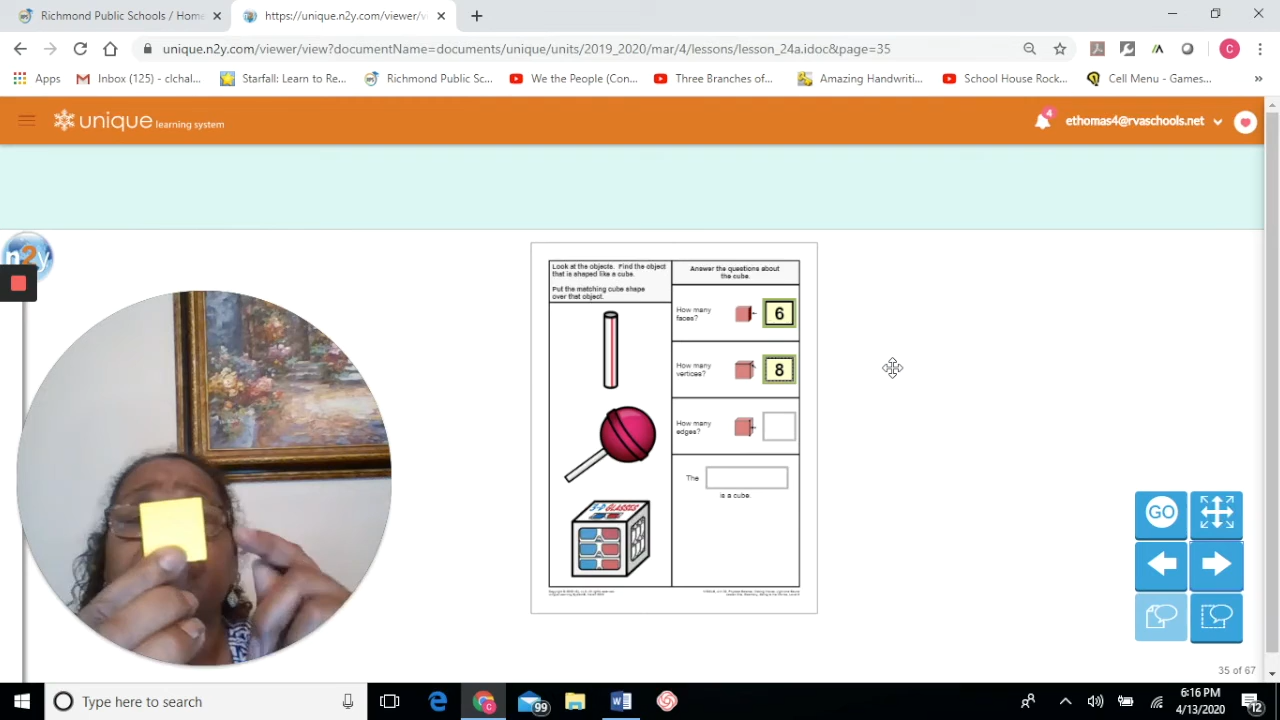 Richmond Public Schools / Home
https://unique.n2y.com/viewer/v
unique.n2y.com/viewer/view?documentName=documents/unique/units/2019_2020/mar/4/lessons/lesson_24a.idoc&page=35
Apps
Inbox (125) - clchal...
Starfall: Learn to Re...
Richmond Public Sc...
We the People (Con...
Three Branches of...
Amazing Handwriti...
School House Rock...
Cell Menu - Games...
»
C
unique learning system
4
ethomas4@rvaschools.net
n2y
Look at the objects. Find the object
that is shaped like a cube.
Put the matching cube shape
over that object.
3-D GLASSES
Answer the questions about
the cube.
How many
faces?
6
How many
vertices?
8
How many
edges?
The
is a cube.
GO
35 of 67
Type here to search
99
6:16 PM
4/13/2020
12